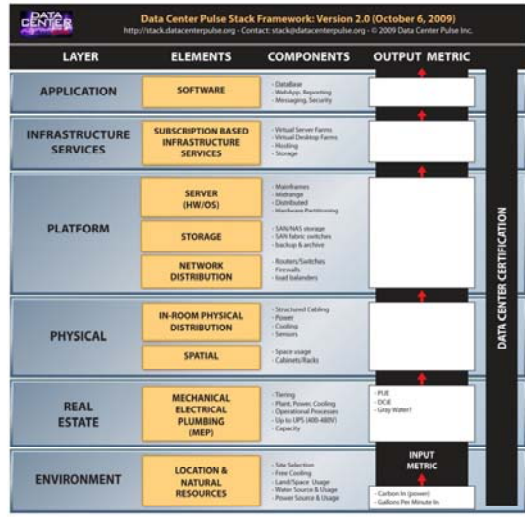 DATA
CENTER
Data Center Pulse Stack Framework: Version 2.0 (October 6, 2009)
http://stack.datacenterpulse.org - Contact: stack@datacenterpulse.org - © 2009 Data Center Pulse Inc.
LAYER ELEMENTS COMPONENTS OUTPUT METRIC
APPLICATION
SOFTWARE
- DataBase
- WebApp, Reporting
- Messaging, Security
INFRASTRUCTURE
SERVICES
SUBSCRIPTION BASED
INFRASTRUCTURE
SERVICES
- Virtual Server Farms
- Virtual Desktop Farms
- Hosting
- Storage
PLATFORM
SERVER
(HW/OS)
- Mainframes
- Midrange
- Distributed
- Hardware Partitioning
STORAGE
- SAN/NAS storage
- SAN fabric switches
- backup & archive
NETWORK
DISTRIBUTION
- Routers/Switches
- Firewalls
- load balanders
PHYSICAL
IN-ROOM PHYSICAL
DISTRIBUTION
- Structured Cabling
- Power
- Cooling
- Sensors
SPATIAL
- Space usage
- Cabinets/Racks
REAL
ESTATE
MECHANICAL
ELECTRICAL
PLUMBING
(MEP)
- Tiering
- Plant, Power, Cooling
- Operational Processes
- Up to UPS (400-480V)
- Capacity
- PUE
- DCiE
- Gray Water?
ENVIRONMENT
LOCATION &
NATURAL
RESOURCES
- Site Selection
- Free Cooling
- Land/Space Usage
- Water Source & Usage
- Power Source & Usage
INPUT
METRIC
- Carbon In (power)
- Gallons Per Minute In
DATA CENTER CERTIFICATION